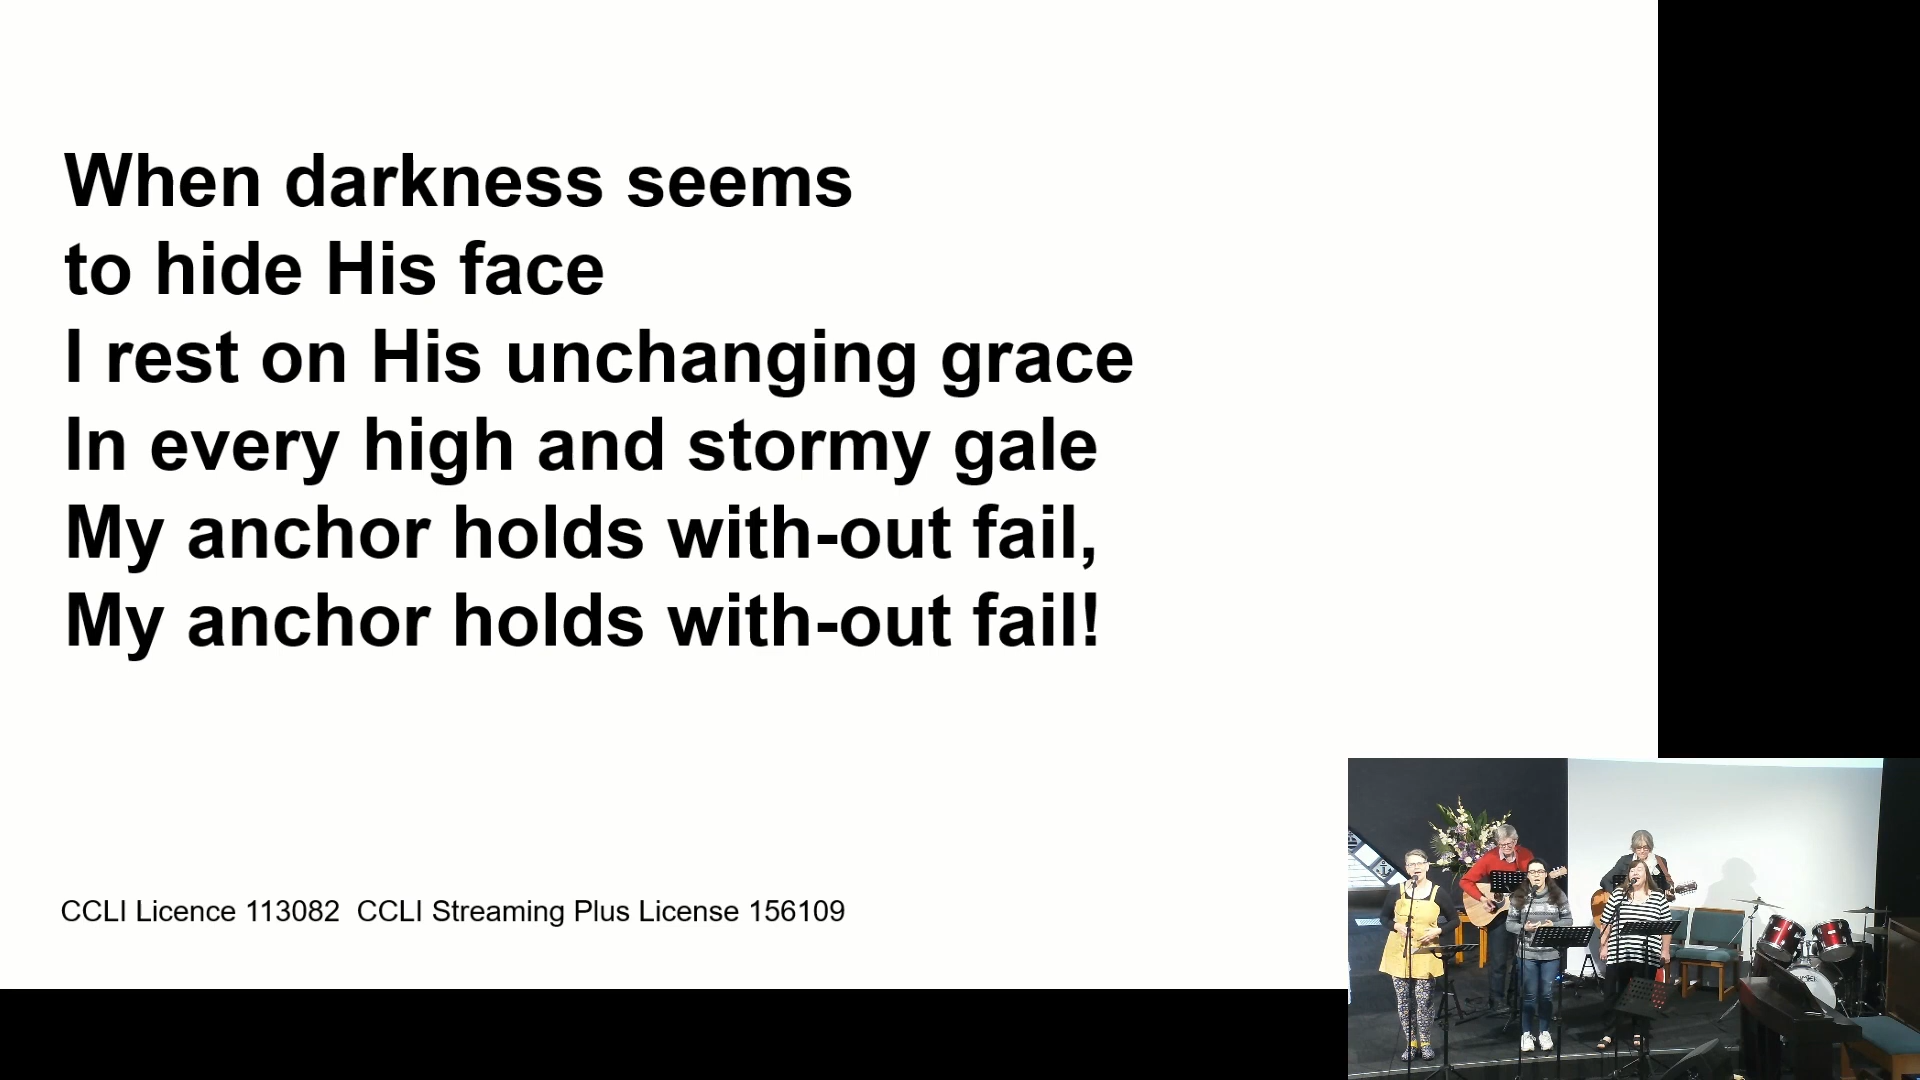 When darkness seems
to hide His face
I rest on His unchanging grace
In every high and stormy gale
My anchor holds with-out fail,
My anchor holds with-out fail!
CCLI Licence 113082  CCLI Streaming Plus License 156109